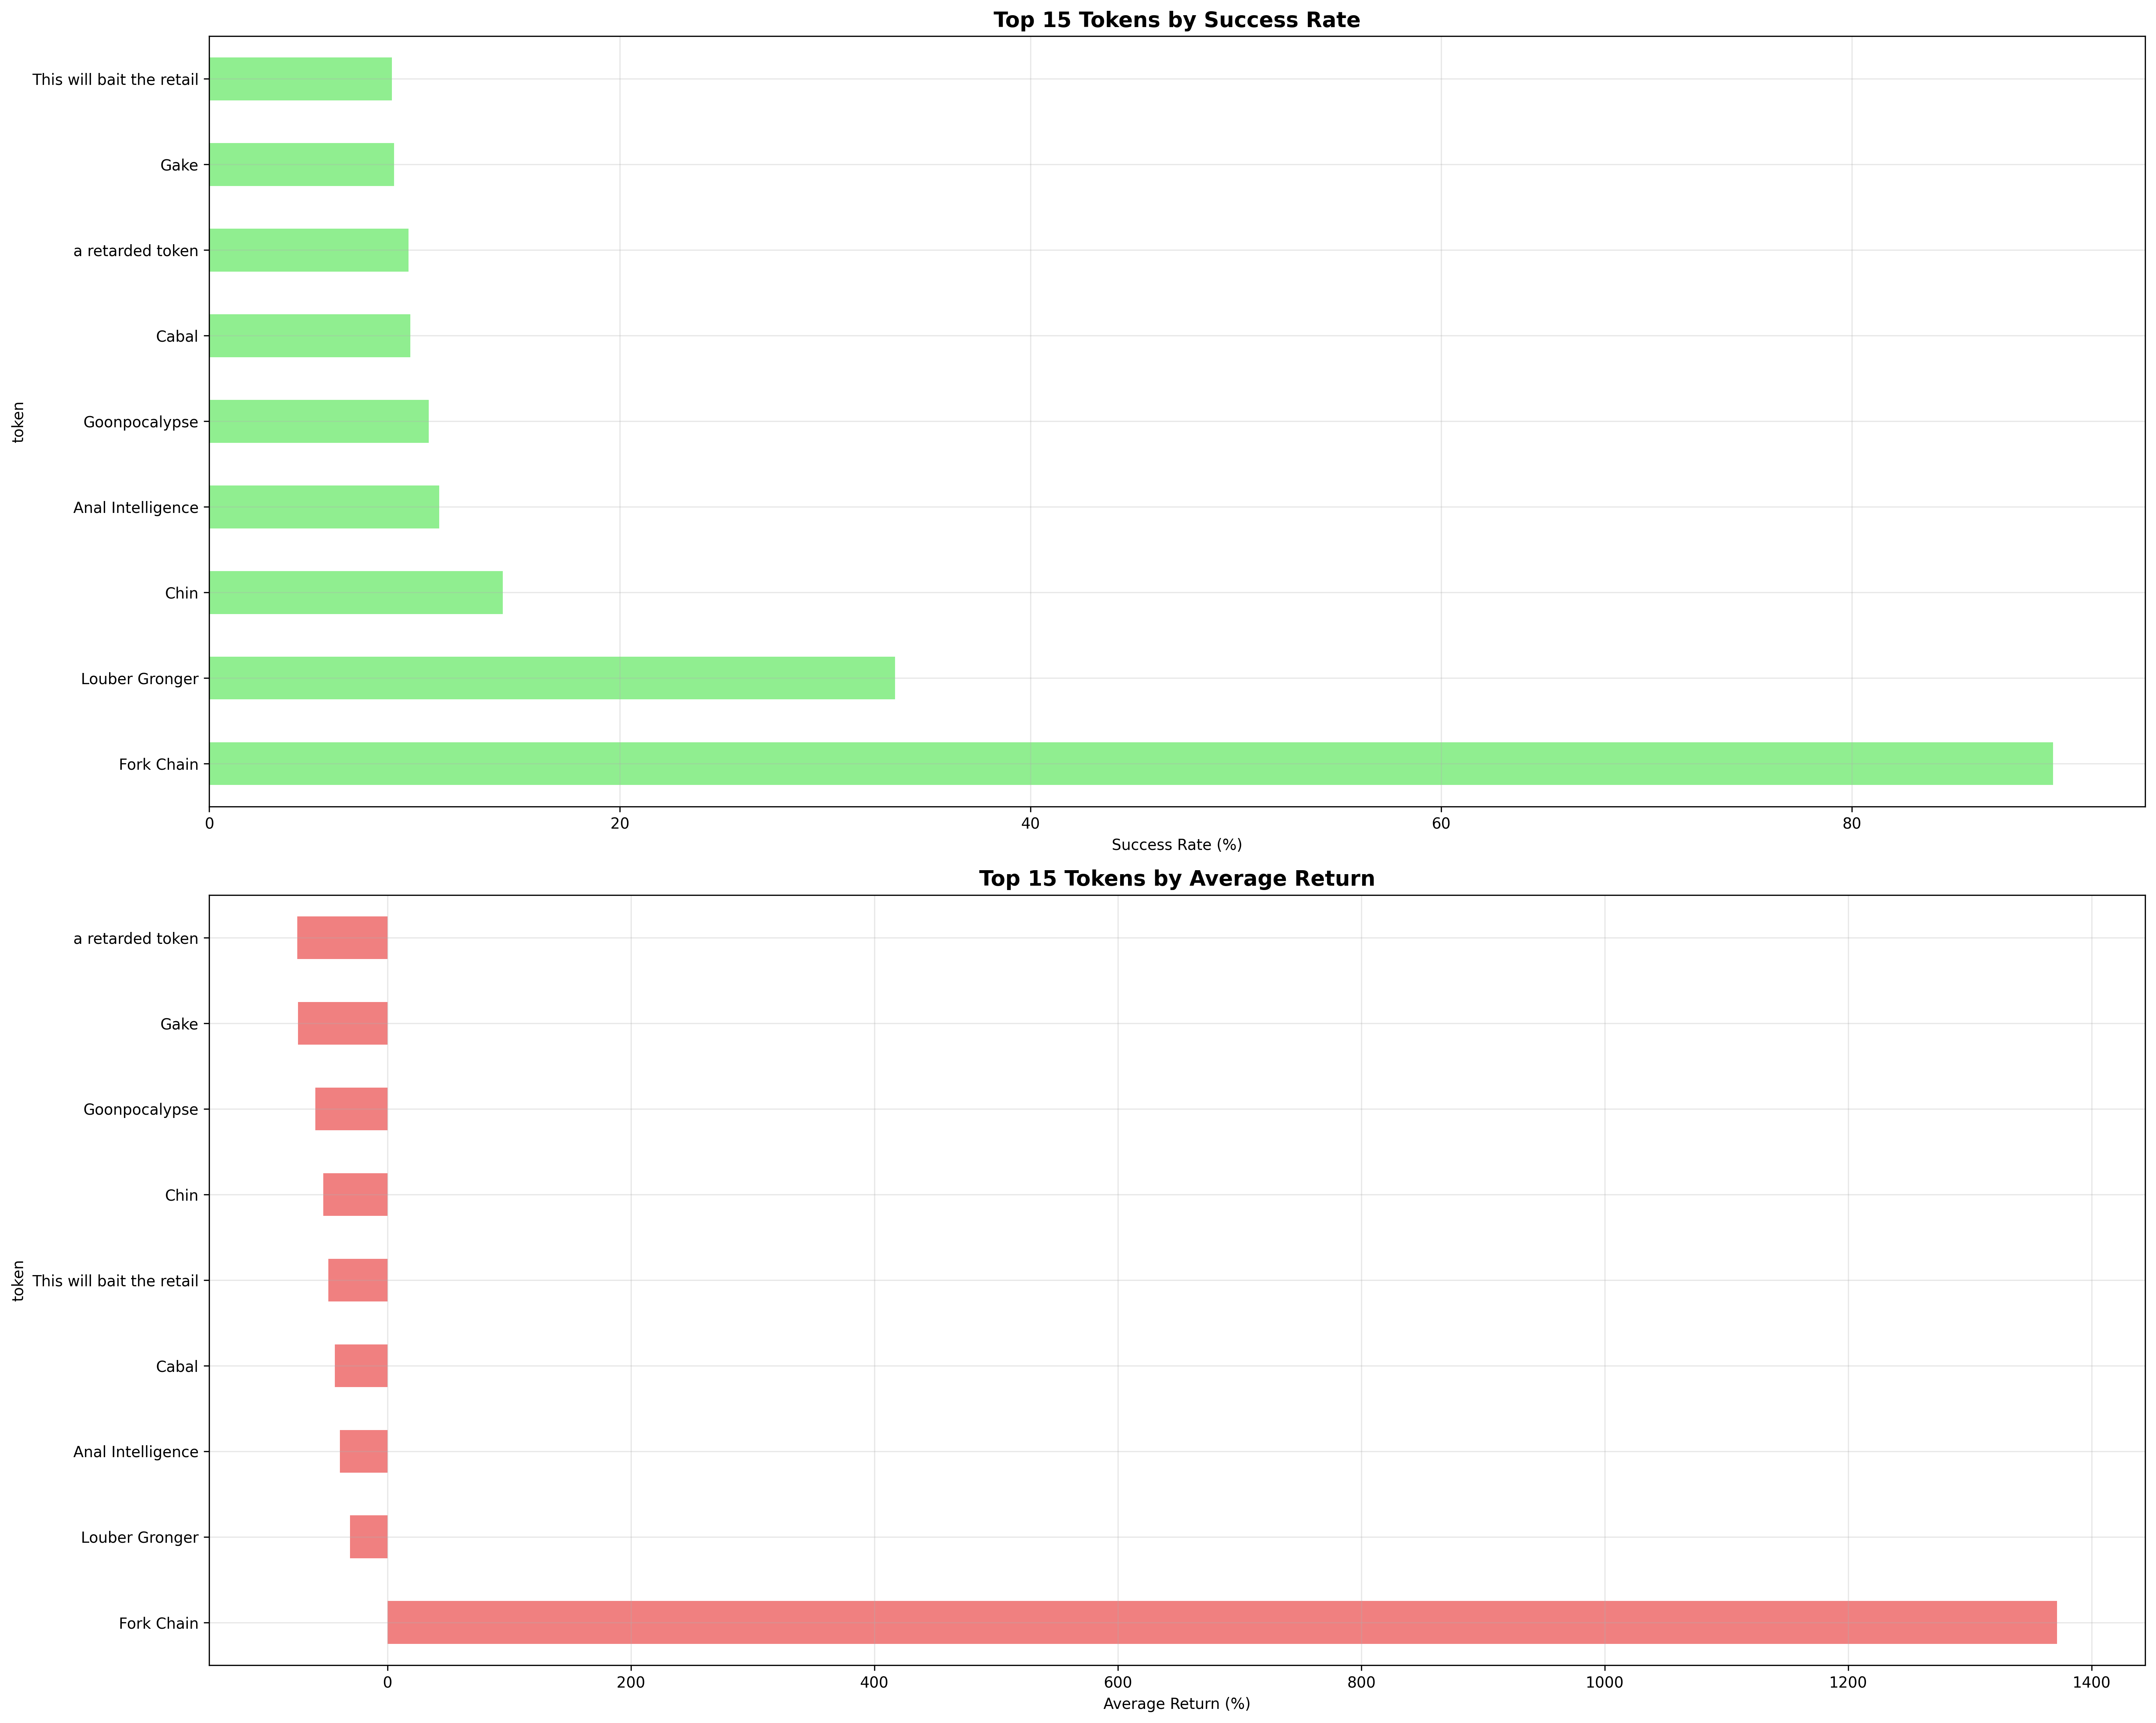 Top 15 Tokens by Success Rate
This will bait the retail
Gake
a retarded token
Cabal
Goonpocalypse
Anal Intelligence
Chin
Louber Gronger
Fork Chain
token
0 20 40 60 80
Success Rate (%)
Top 15 Tokens by Average Return
a retarded token
Gake
Goonpocalypse
Chin
This will bait the retail
Cabal
Anal Intelligence
Louber Gronger
Fork Chain
token
0 200 400 600 800 1000 1200 1400
Average Return (%)